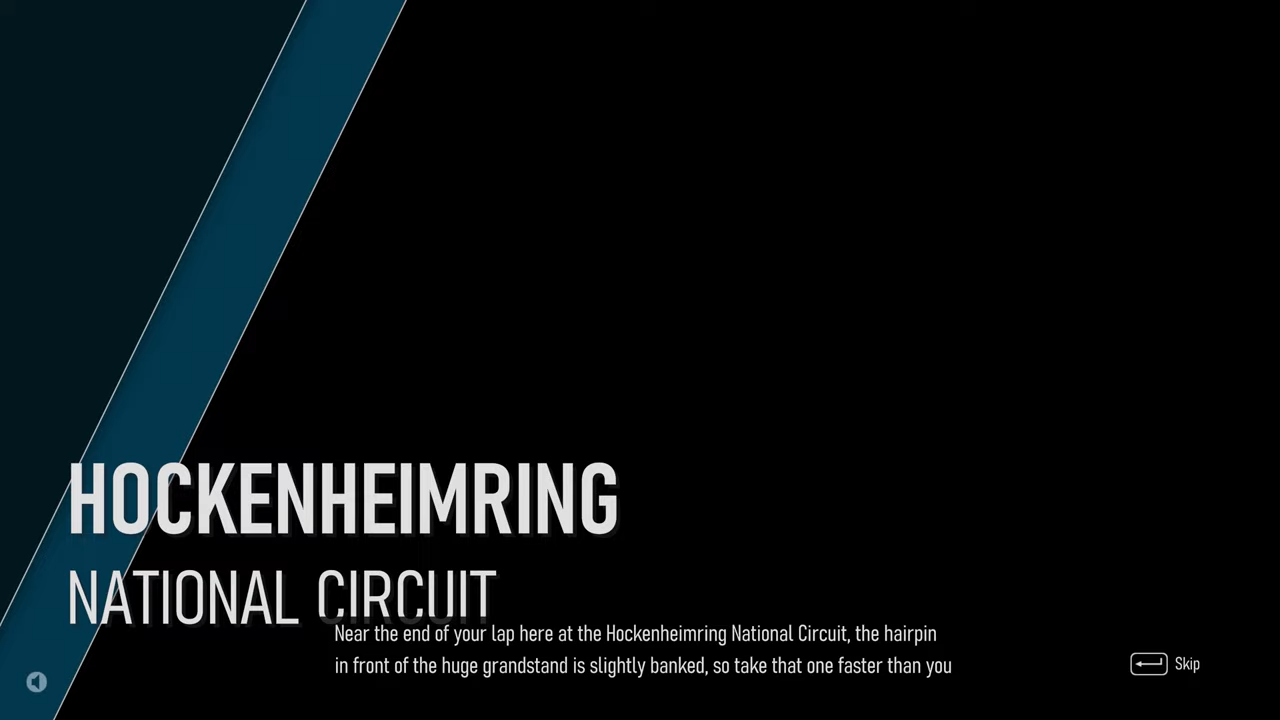 HOCKENHEIMRING
NATIONAL CIRCUIT
Near the end of your lap here at the Hockenheimring National Circuit, the hairpin
in front of the huge grandstand is slightly banked, so take that one faster than you
Skip